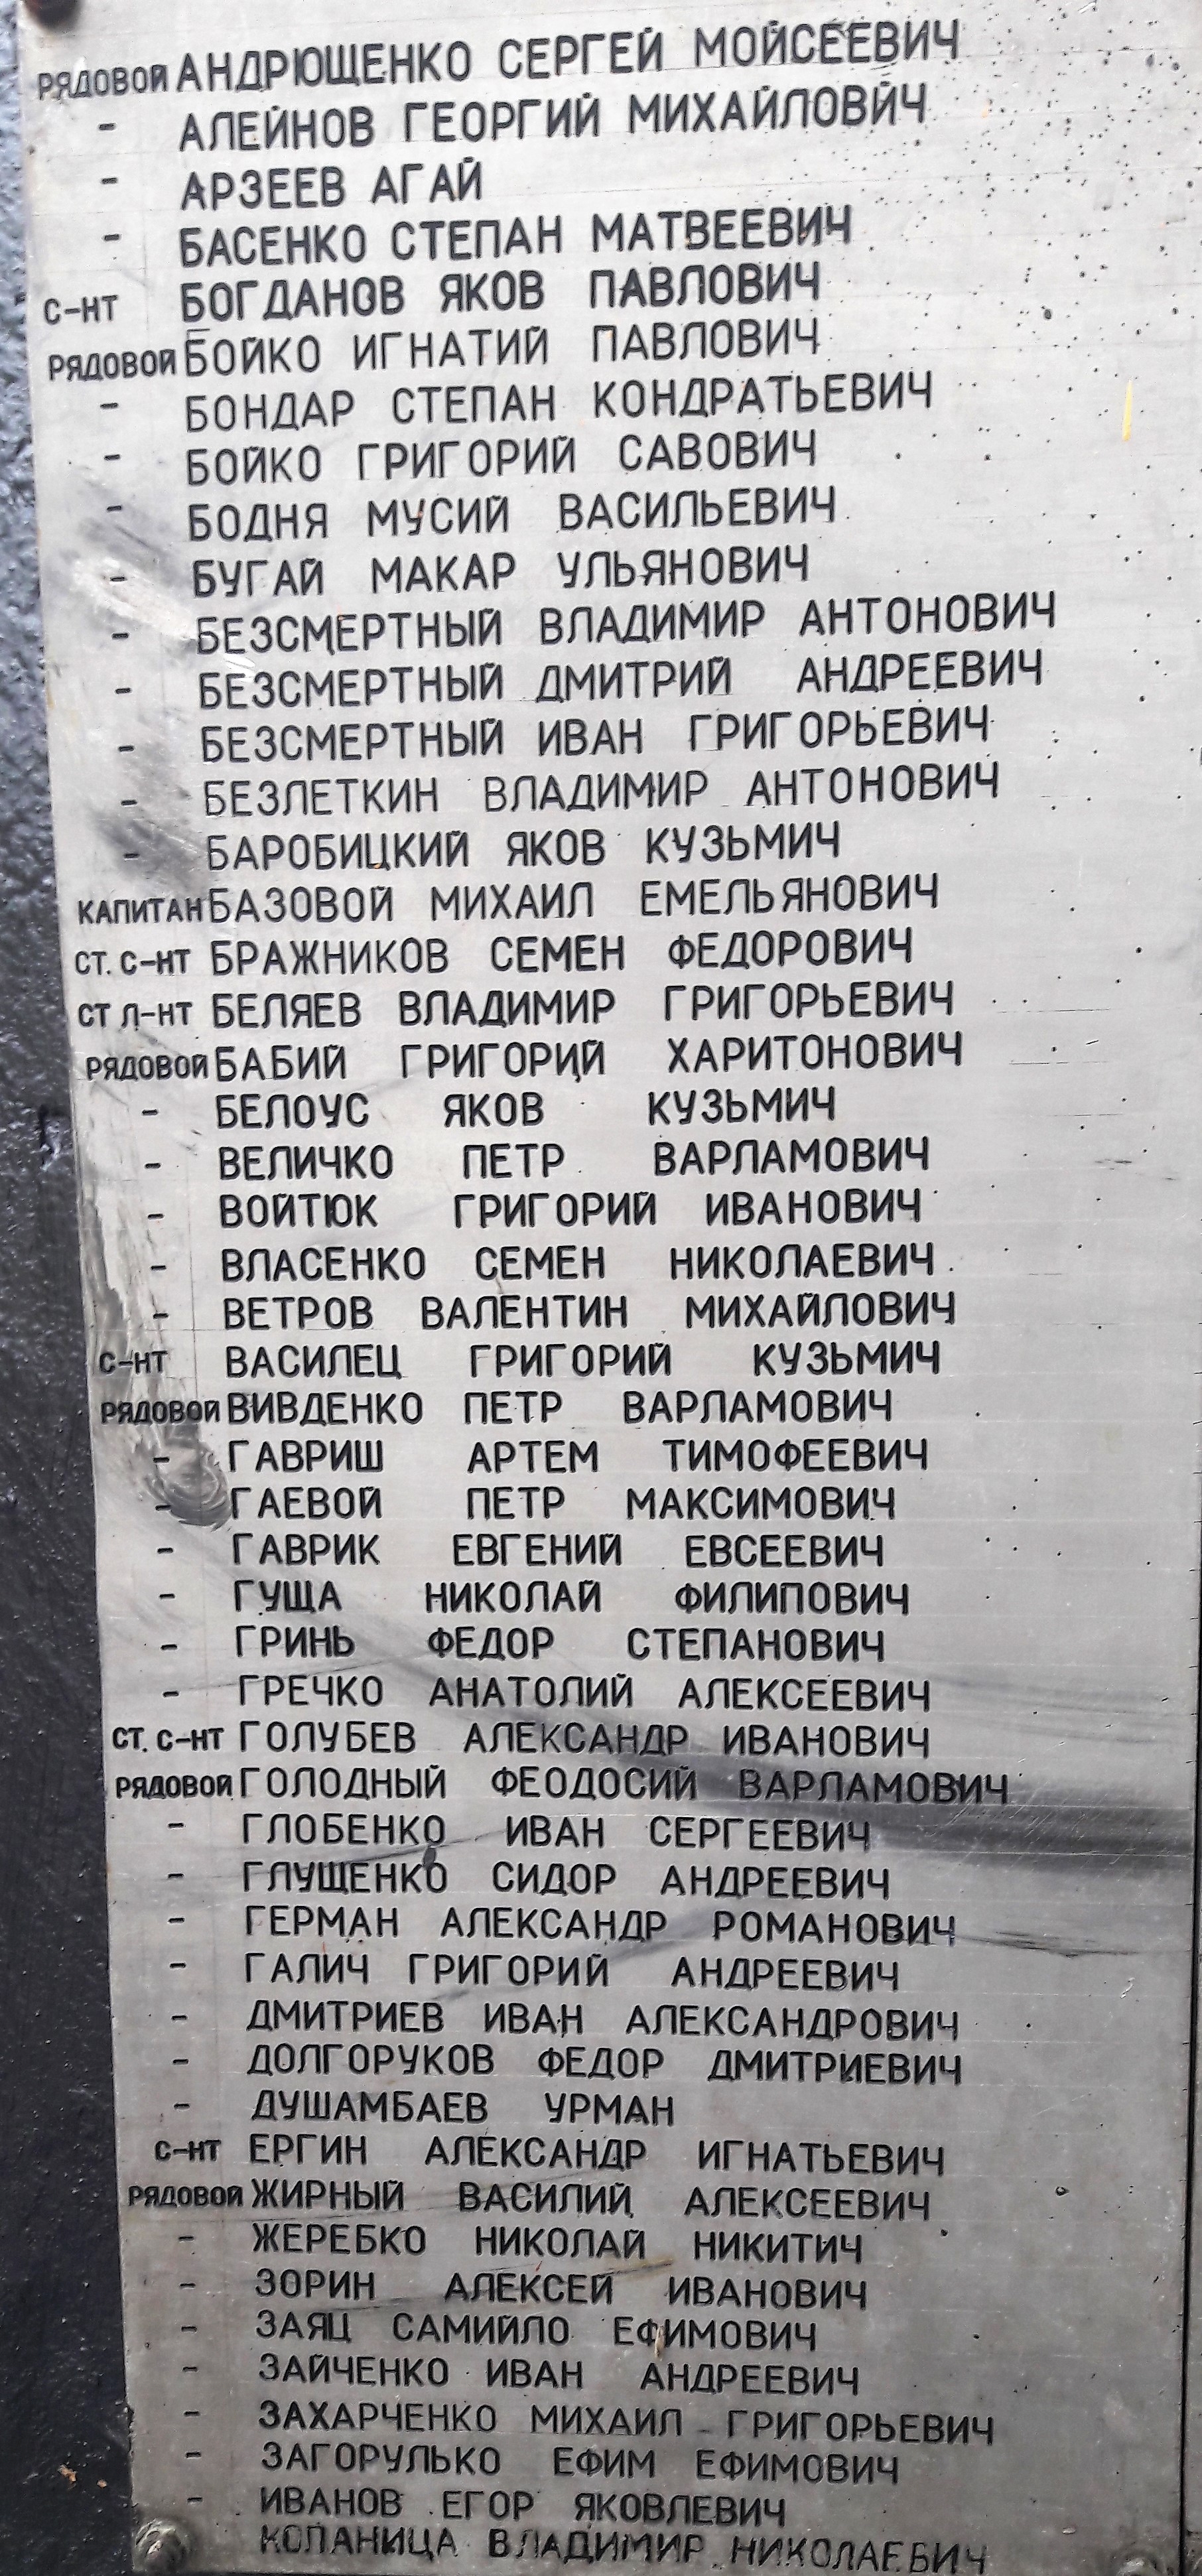 РЯДОВОЙ АНДРЮЩЕНКО СЕРГЕЙ МОЙСЕЕВИЧ
- АЛЕЙНОВ ГЕОРГИЙ МИХАЙЛОВИЧ
- АРЗЕЕВ АГАЙ
- БАСЕНКО СТЕПАН МАТВЕЕВИЧ
С-НТ БОГДАНОВ ЯКОВ ПАВЛОВИЧ
РЯДОВОЙ БОЙКО ИГНАТИЙ ПАВЛОВИЧ
- БОНДАР СТЕПАН КОНДРАТЬЕВИЧ
- БОЙКО ГРИГОРИЙ САВОВИЧ
- БОДНЯ МУСИЙ ВАСИЛЬЕВИЧ
- БУГАЙ МАКАР УЛЬЯНОВИЧ
- БЕЗСМЕРТНЫЙ ВЛАДИМИР АНТОНОВИЧ
- БЕЗСМЕРТНЫЙ ДМИТРИЙ АНДРЕЕВИЧ
- БЕЗСМЕРТНЫЙ ИВАН ГРИГОРЬЕВИЧ
- БЕЗЛЕТКИН ВЛАДИМИР АНТОНОВИЧ
- БАРОБИЦКИЙ ЯКОВ КУЗЬМИЧ
КАПИТАН БАЗОВОЙ МИХАИЛ ЕМЕЛЬЯНОВИЧ
СТ. С-НТ БРАЖНИКОВ СЕМЕН ФЕДОРОВИЧ
СТ Л-НТ БЕЛЯЕВ ВЛАДИМИР ГРИГОРЬЕВИЧ
РЯДОВОЙ БАБИЙ ГРИГОРИЙ ХАРИТОНОВИЧ
- БЕЛОУС ЯКОВ КУЗЬМИЧ
- ВЕЛИЧКО ПЕТР ВАРЛАМОВИЧ
- ВОЙТЮК ГРИГОРИЙ ИВАНОВИЧ
- ВЛАСЕНКО СЕМЕН НИКОЛАЕВИЧ
- ВЕТРОВ ВАЛЕНТИН МИХАЙЛОВИЧ
С-НТ ВАСИЛЕЦ ГРИГОРИЙ КУЗЬМИЧ
РЯДОВОЙ ВИВДЕНКО ПЕТР ВАРЛАМОВИЧ
- ГАВРИШ АРТЕМ ТИМОФЕЕВИЧ
- ГАЕВОЙ ПЕТР МАКСИМОВИЧ
- ГАВРИК ЕВГЕНИЙ ЕВСЕЕВИЧ
- ГУЩА НИКОЛАЙ ФИЛИПОВИЧ
- ГРИНЬ ФЕДОР СТЕПАНОВИЧ
- ГРЕЧКО АНАТОЛИЙ АЛЕКСЕЕВИЧ
СТ. С-НТ ГОЛУБЕВ АЛЕКСАНДР ИВАНОВИЧ
РЯДОВОЙ ГОЛОДНЫЙ ФЕОДОСИЙ ВАРЛАМОВИЧ
- ГЛОБЕНКО ИВАН СЕРГЕЕВИЧ
- ГЛУЩЕНКО СИДОР АНДРЕЕВИЧ
- ГЕРМАН АЛЕКСАНДР РОМАНОВИЧ
- ГАЛИЧ ГРИГОРИЙ АНДРЕЕВИЧ
- ДМИТРИЕВ ИВАН АЛЕКСАНДРОВИЧ
- ДОЛГОРУКОВ ФЕДОР ДМИТРИЕВИЧ
- ДУШАМБАЕВ УРМАН
С-НТ ЕРГИН АЛЕКСАНДР ИГНАТЬЕВИЧ
РЯДОВОЙ ЖИРНЫЙ ВАСИЛИЙ АЛЕКСЕЕВИЧ
- ЖЕРЕБКО НИКОЛАЙ НИКИТИЧ
- ЗОРИН АЛЕКСЕЙ ИВАНОВИЧ
- ЗАЯЦ САМИЙЛО ЕФИМОВИЧ
- ЗАЙЧЕНКО ИВАН АНДРЕЕВИЧ
- ЗАХАРЧЕНКО МИХАИЛ ГРИГОРЬЕВИЧ
- ЗАГОРУЛЬКО ЕФИМ ЕФИМОВИЧ
- ИВАНОВ ЕГОР ЯКОВЛЕВИЧ
КОПАНИЦА ВЛАДИМИР НИКОЛАЕВИЧ